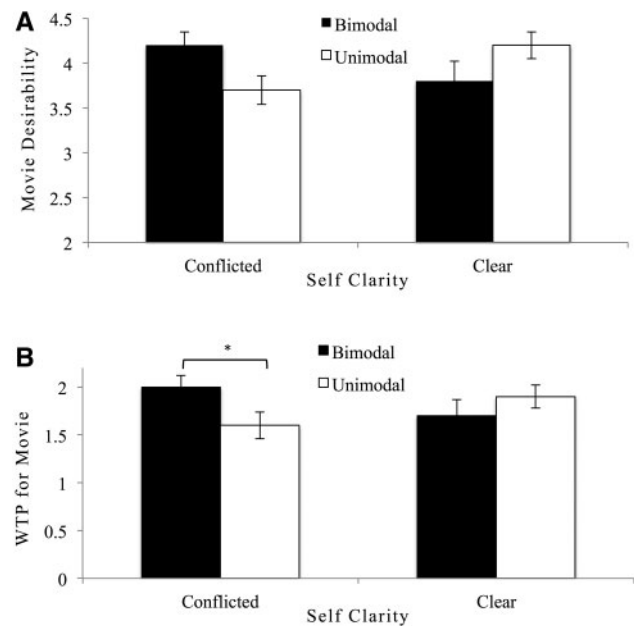 A
Movie Desirability
4.5
4
3.5
3
2.5
2
Bimodal
Unimodal
Conflicted
Clear
Self Clarity
B
WTP for Movie
2
1.5
1
0.5
0
*
Bimodal
Unimodal
Conflicted
Clear
Self Clarity